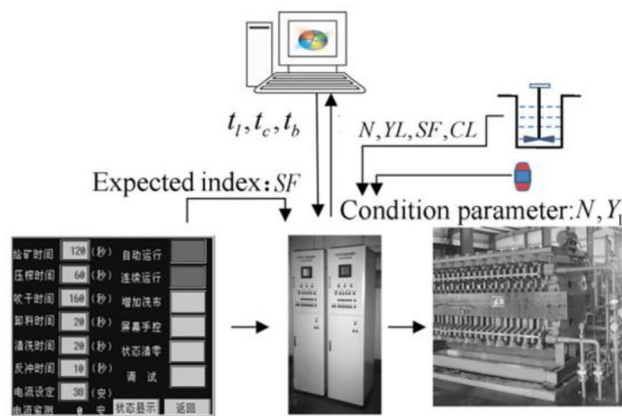 t_l, t_c, t_b
N, YL, SF, CL
Expected index: SF
Condition parameter: N, Y_l
给矿时间 120 (秒) 自动运行
压榨时间 60 (秒) 连续运行
吹干时间 160 (秒) 增加洗布
卸料时间 20 (秒) 屏幕手控
清洗时间 20 (秒) 状态清零
反冲时间 10 (秒) 调 试
电流设定 38 (安)
电流监测 0 安 状态显示 返回